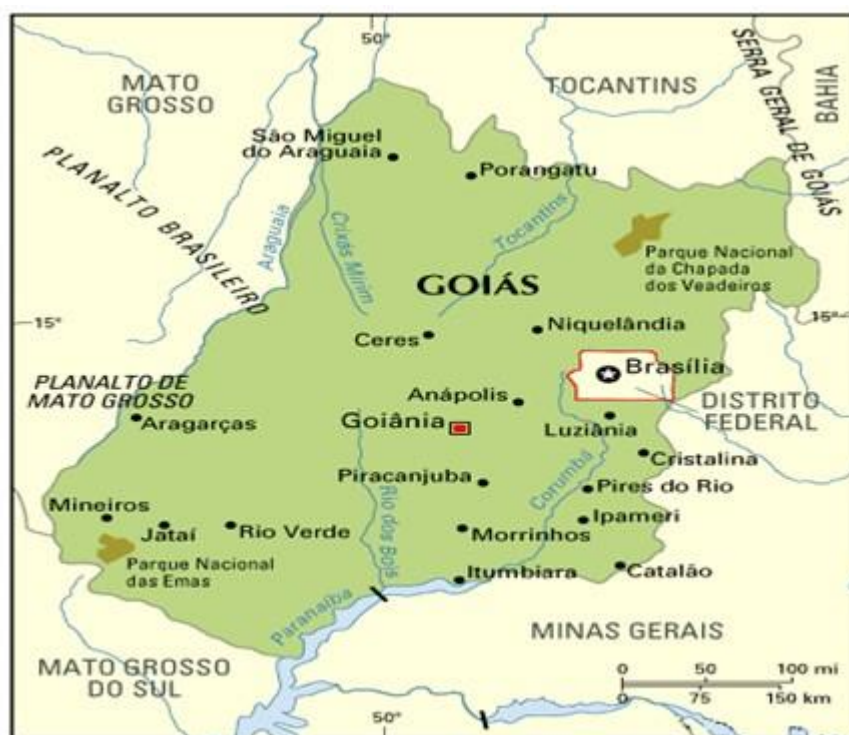 50°
MATO
GROSSO
TOCANTINS
SERRA GERAL DE GOIÁS
BAHIA
São Miguel
do Araguaia
Porangatu
PLANALTO BRASILEIRO
Araguaia
Crixás Mirim
Tocantins
Parque Nacional
da Chapada
dos Veadeiros
GOIÁS
15°
15°
Niquelândia
Ceres
Brasília
PLANALTO DE
MATO GROSSO
Anápolis
DISTRITO
FEDERAL
Aragarças
Goiânia
Luziânia
Cristalina
Corumbá
Piracanjuba
Pires do Rio
Rio dos Bois
Mineiros
Jataí
Rio Verde
Morrinhos
Ipameri
Parque Nacional
das Emas
Itumbiara
Catalão
Paranaíba
MINAS GERAIS
MATO GROSSO
DO SUL
0 50 100 mi
0 75 150 km
50°